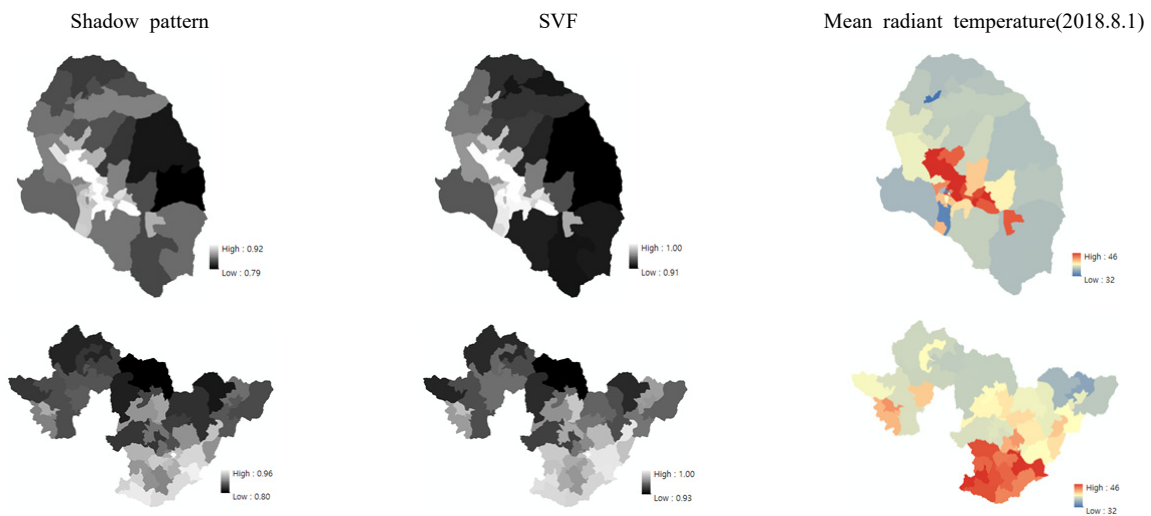 Shadow pattern
SVF
Mean radiant temperature(2018.8.1)
High : 0.92
Low : 0.79
High : 1.00
Low : 0.91
High : 46
Low : 32
High : 0.96
Low : 0.80
High : 1.00
Low : 0.93
High : 46
Low : 32